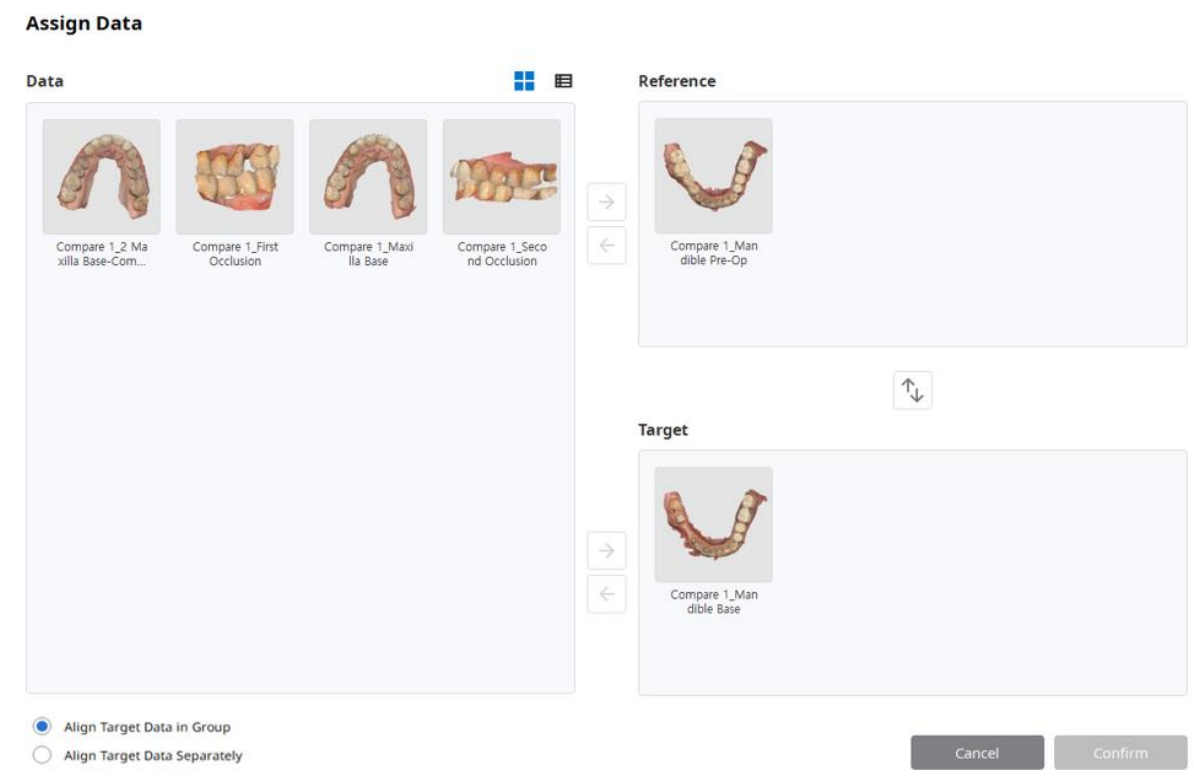 Assign Data
Data
Reference
Compare 1_2 Ma
xilla Base-Com...
Compare 1_First
Occlusion
Compare 1_Maxi
lla Base
Compare 1_Seco
nd Occlusion
Compare 1_Man
dible Pre-Op
Target
Compare 1_Man
dible Base
Align Target Data in Group
Align Target Data Separately
Cancel
Confirm